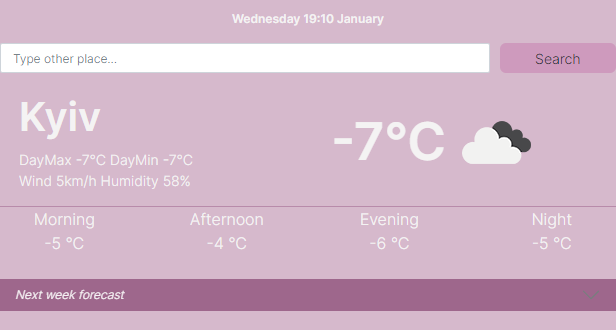 Wednesday 19:10 January
Type other place...
Search
Kyiv
-7°C
DayMax -7°C DayMin -7°C
Wind 5km/h Humidity 58%
Morning Afternoon Evening Night
-5 °C -4 °C -6 °C -5 °C
Next week forecast